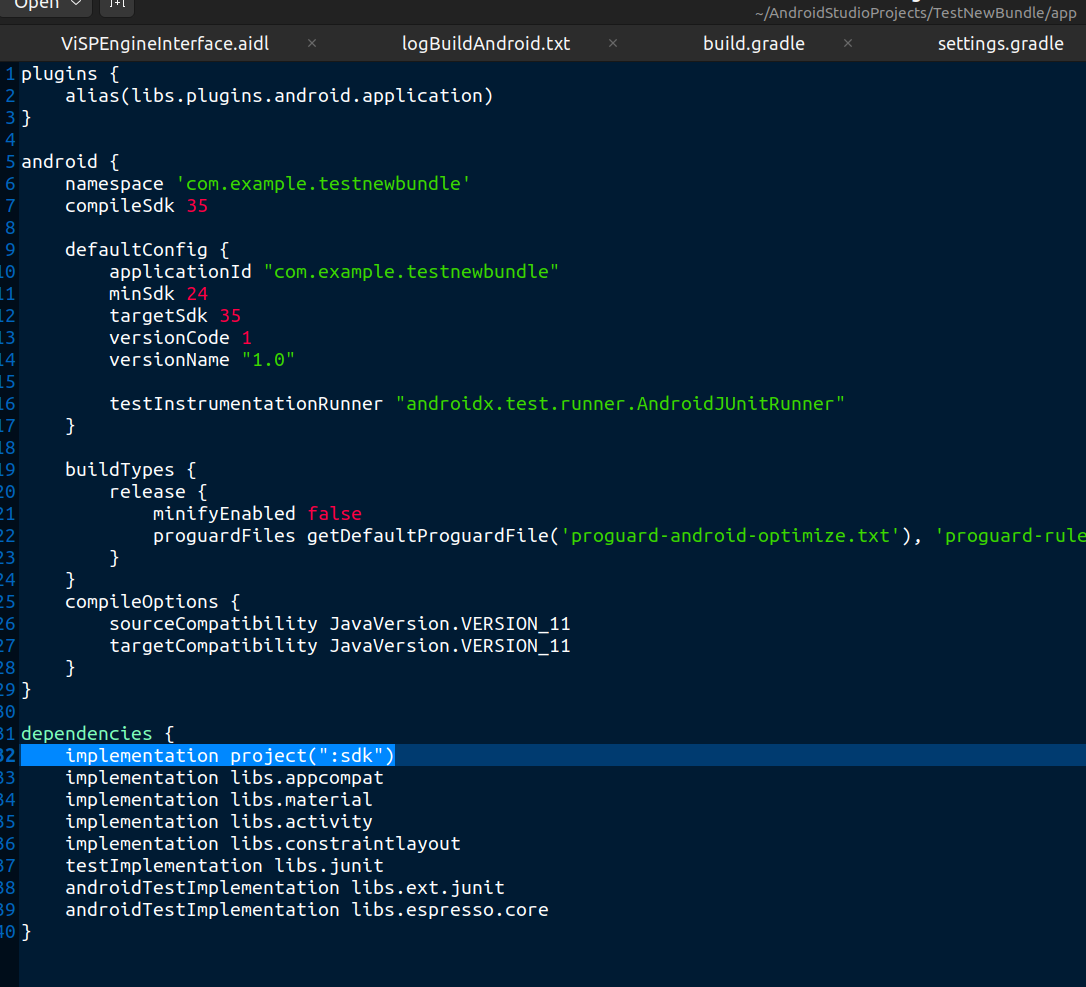 Open
~/AndroidStudioProjects/TestNewBundle/app
ViSPEngineInterface.aidl × logBuildAndroid.txt × build.gradle × settings.gradle
1 plugins {
2     alias(libs.plugins.android.application)
3 }
4
5 android {
6     namespace 'com.example.testnewbundle'
7     compileSdk 35
8
9     defaultConfig {
10         applicationId "com.example.testnewbundle"
11         minSdk 24
12         targetSdk 35
13         versionCode 1
14         versionName "1.0"
15
16         testInstrumentationRunner "androidx.test.runner.AndroidJUnitRunner"
17     }
18
19     buildTypes {
20         release {
21             minifyEnabled false
22             proguardFiles getDefaultProguardFile('proguard-android-optimize.txt'), 'proguard-rule
23         }
24     }
25     compileOptions {
26         sourceCompatibility JavaVersion.VERSION_11
27         targetCompatibility JavaVersion.VERSION_11
28     }
29 }
30
31 dependencies {
32     implementation project(":sdk")
33     implementation libs.appcompat
34     implementation libs.material
35     implementation libs.activity
36     implementation libs.constraintlayout
37     testImplementation libs.junit
38     androidTestImplementation libs.ext.junit
39     androidTestImplementation libs.espresso.core
40 }